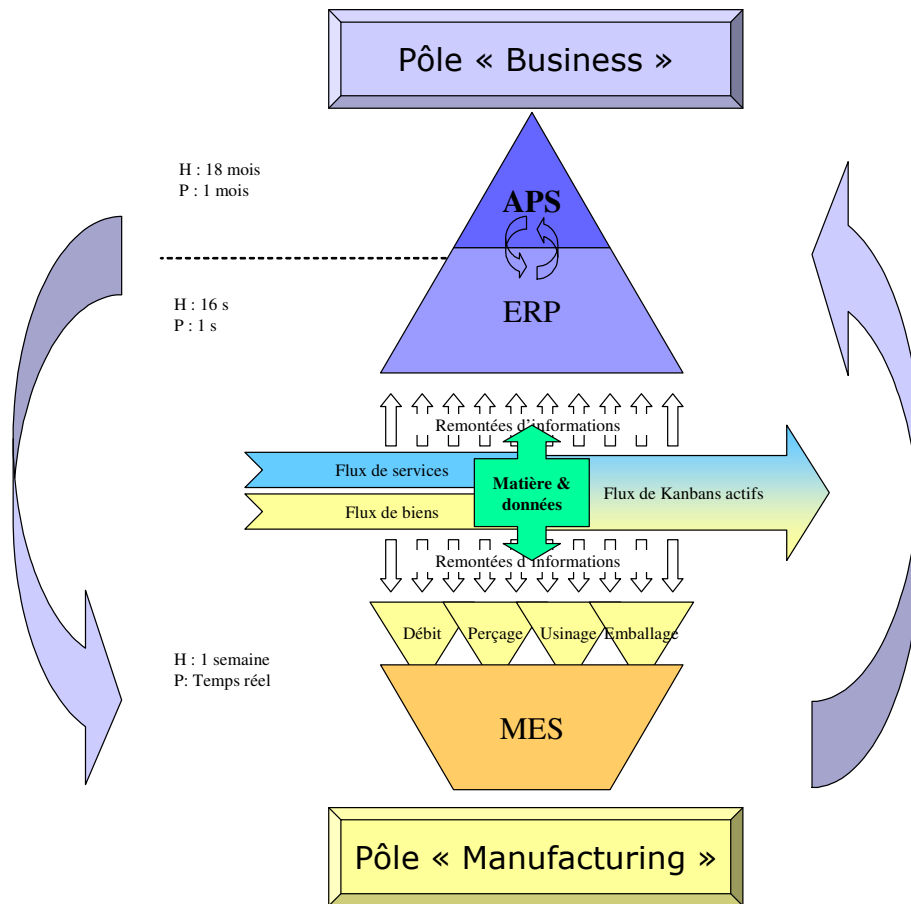 Pôle « Business »
H : 18 mois
P : 1 mois
APS
H : 16 s
P : 1 s
ERP
Remontées d'informations
Flux de services
Matière &
données
Flux de Kanbans actifs
Flux de biens
Remontées d'informations
Débit
Perçage
Usinage
Emballage
H : 1 semaine
P: Temps réel
MES
Pôle « Manufacturing »